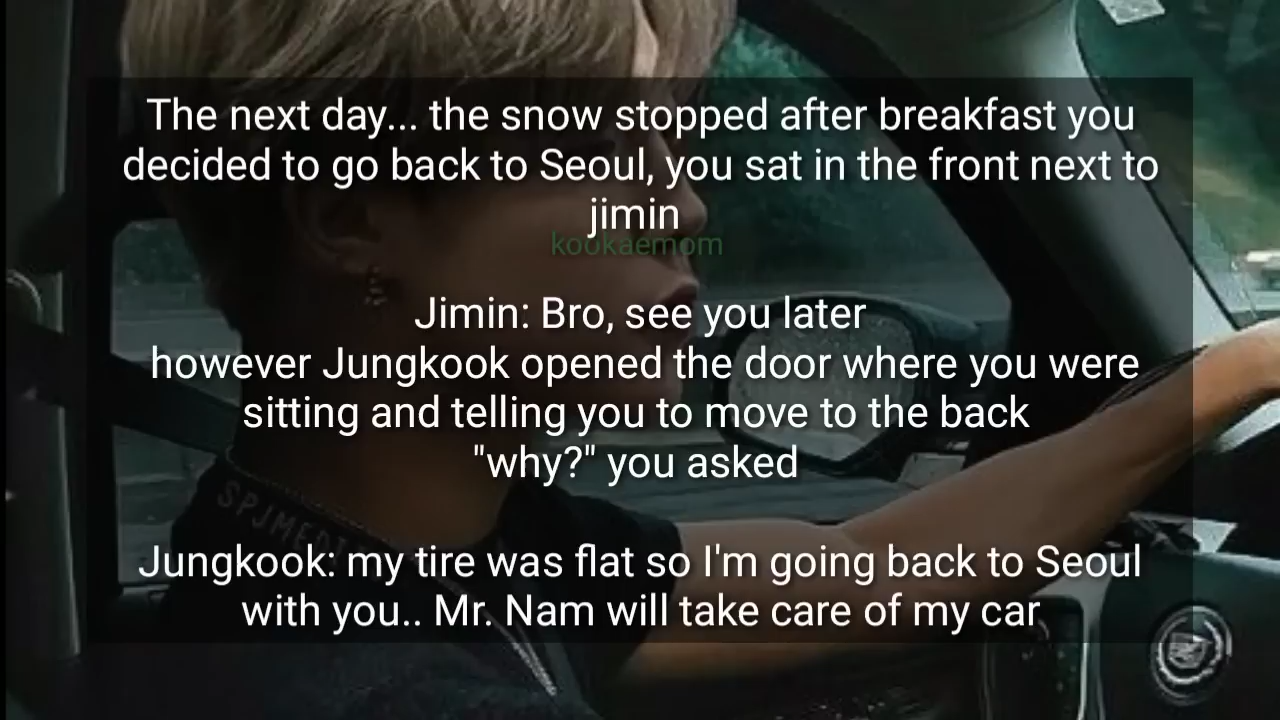 The next day... the snow stopped after breakfast you
decided to go back to Seoul, you sat in the front next to
jimin
kookaemom
Jimin: Bro, see you later
however Jungkook opened the door where you were
sitting and telling you to move to the back
"why?" you asked
SPJMEDI
Jungkook: my tire was flat so I'm going back to Seoul
with you.. Mr. Nam will take care of my car